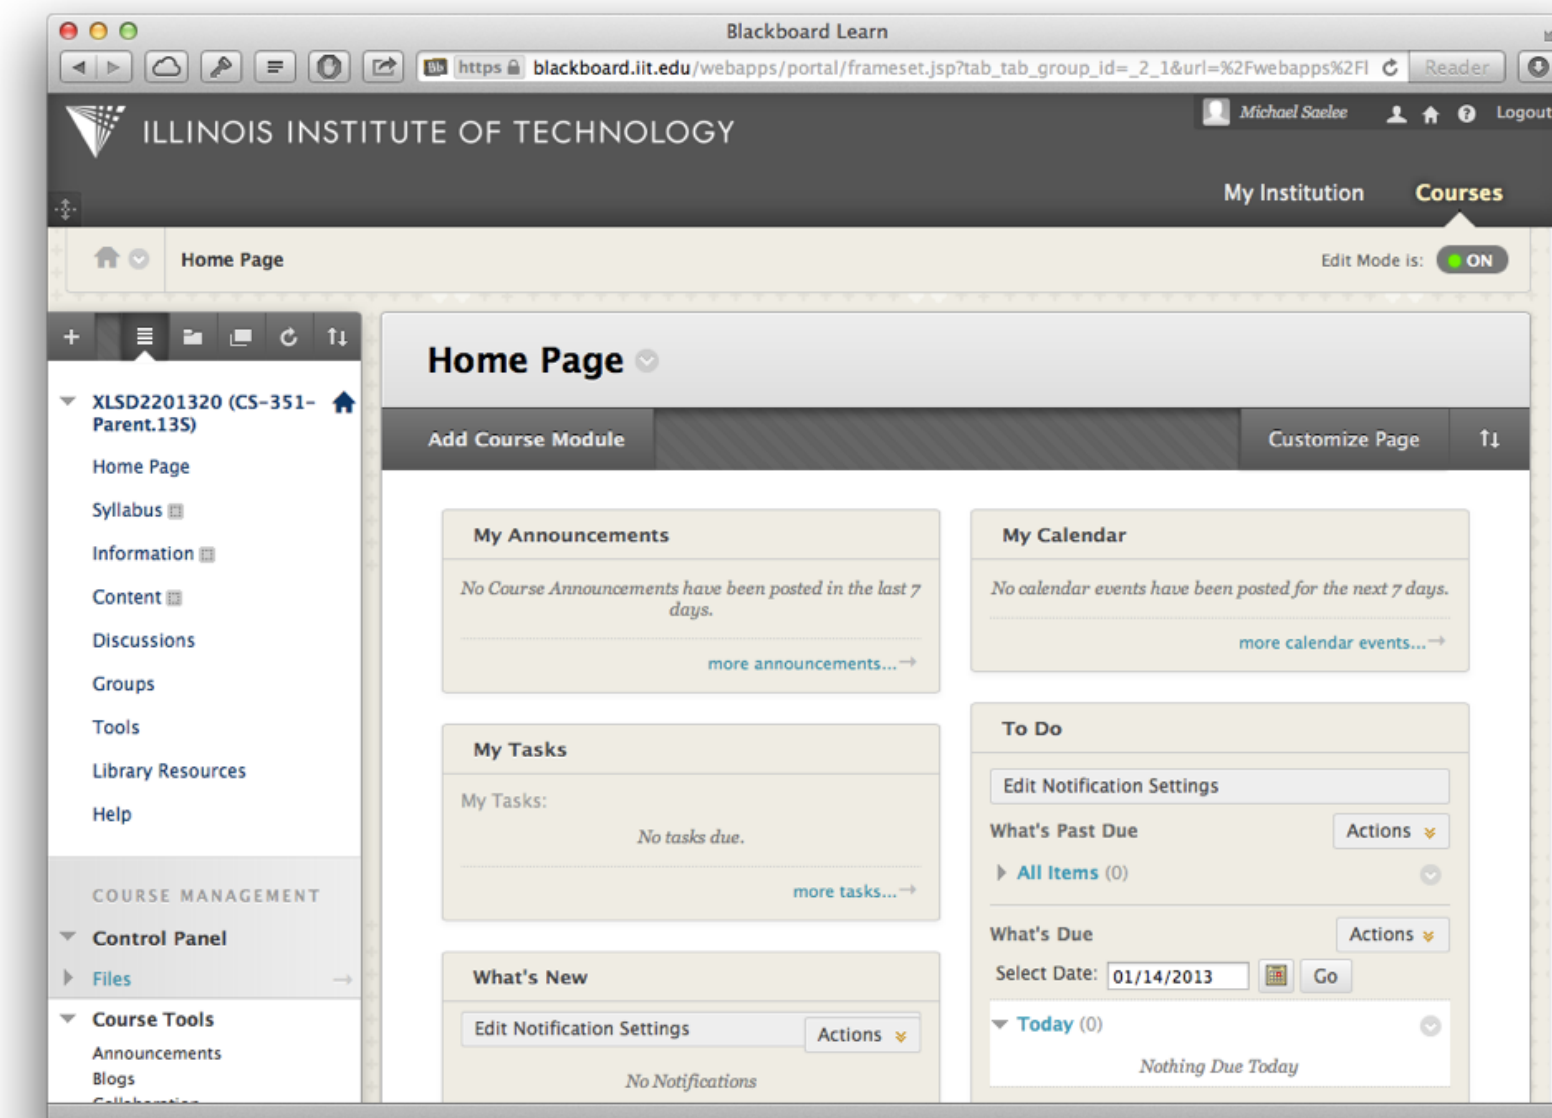 Blackboard Learn
https blackboard.iit.edu/webapps/portal/frameset.jsp?tab_tab_group_id=_2_1&url=%2Fwebapps%2Fl Reader
ILLINOIS INSTITUTE OF TECHNOLOGY
Michael Saelee Logout
My Institution Courses
Home Page
Edit Mode is: ON
XLSD2201320 (CS-351-
Parent.13S)
Home Page
Syllabus
Information
Content
Discussions
Groups
Tools
Library Resources
Help
COURSE MANAGEMENT
Control Panel
Files
Course Tools
Announcements
Blogs
Collaboration
Home Page
Add Course Module
Customize Page
My Announcements
No Course Announcements have been posted in the last 7
days.
more announcements...
My Tasks
My Tasks:
No tasks due.
more tasks...
What's New
Edit Notification Settings
Actions
No Notifications
My Calendar
No calendar events have been posted for the next 7 days.
more calendar events...
To Do
Edit Notification Settings
What's Past Due
Actions
All Items (0)
What's Due
Actions
Select Date: 01/14/2013 Go
Today (0)
Nothing Due Today